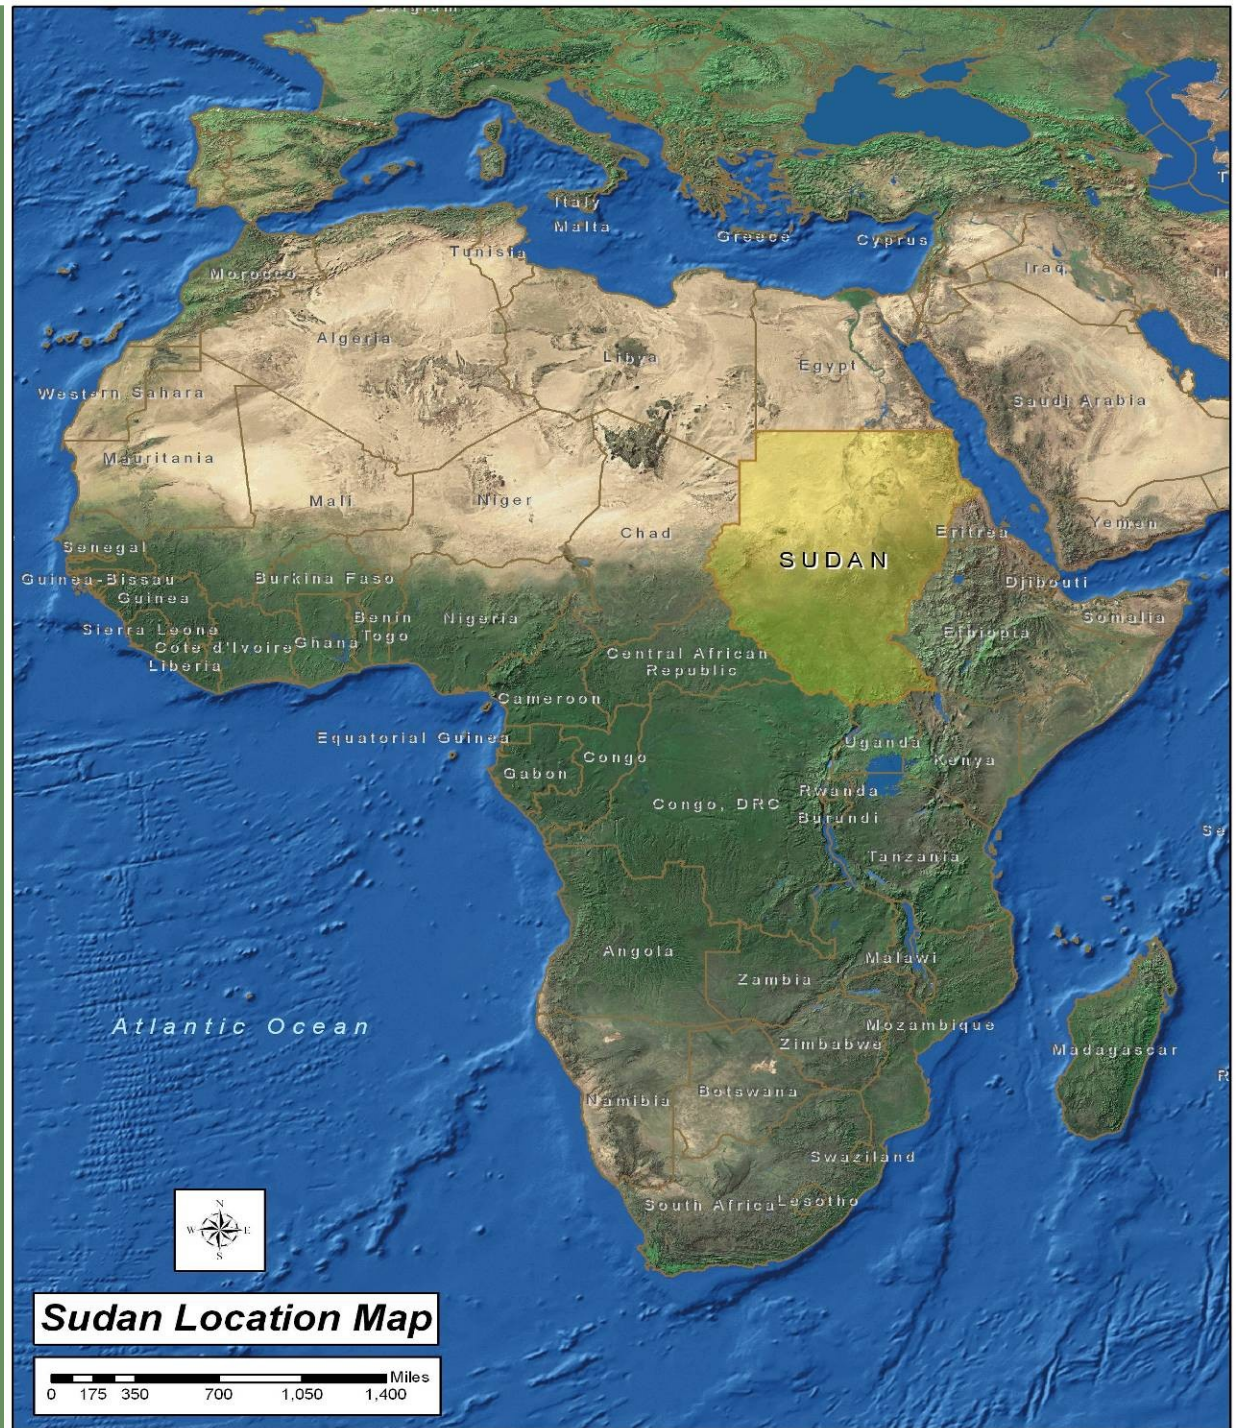 Belgium
Italy
Malta
Greece
Cyprus
Tunisia
Morocco
Iraq
Algeria
Libya
Egypt
Western Sahara
Saudi Arabia
Mauritania
Mali
Niger
Chad
Eritrea
Yemen
Senegal
SUDAN
Guinea-Bissau
Burkina Faso
Djibouti
Guinea
Benin
Nigeria
Somalia
Sierra Leone
Togo
Ethiopia
Cote d'Ivoire
Ghana
Liberia
Central African
Republic
Cameroon
Equatorial Guinea
Uganda
Congo
Kenya
Gabon
Rwanda
Congo, DRC
Burundi
Se
Tanzania
Angola
Malawi
Zambia
Atlantic Ocean
Mozambique
Zimbabwe
Madagascar
R
Botswana
Namibia
Swaziland
South Africa
Lesotho
N
W E
S
Sudan Location Map
Miles
0 175 350 700 1,050 1,400